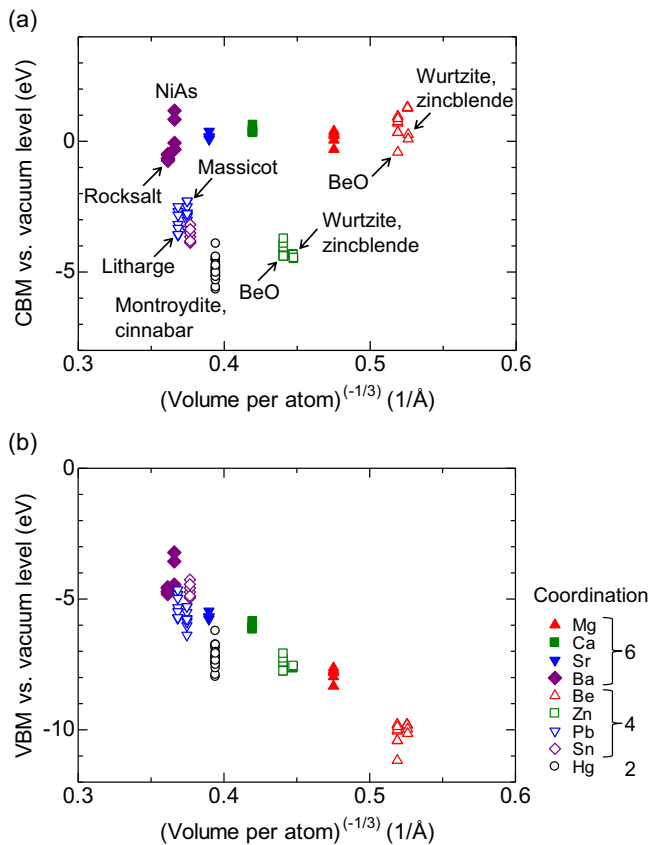 (a)
CBM vs. vacuum level (eV)
5
0
-5
0.3
0.4
0.5
0.6
NiAs
Rocksalt
Massicot
Litharge
Montroydite,
cinnabar
BeO
Wurtzite,
zincblende
BeO
Wurtzite,
zincblende
(Volume per atom)^(-1/3) (1/Å)
(b)
VBM vs. vacuum level (eV)
0
-5
-10
0.3
0.4
0.5
0.6
(Volume per atom)^(-1/3) (1/Å)
Coordination
Mg
Ca
Sr
Ba
6
Be
Zn
Pb
Sn
4
Hg 2